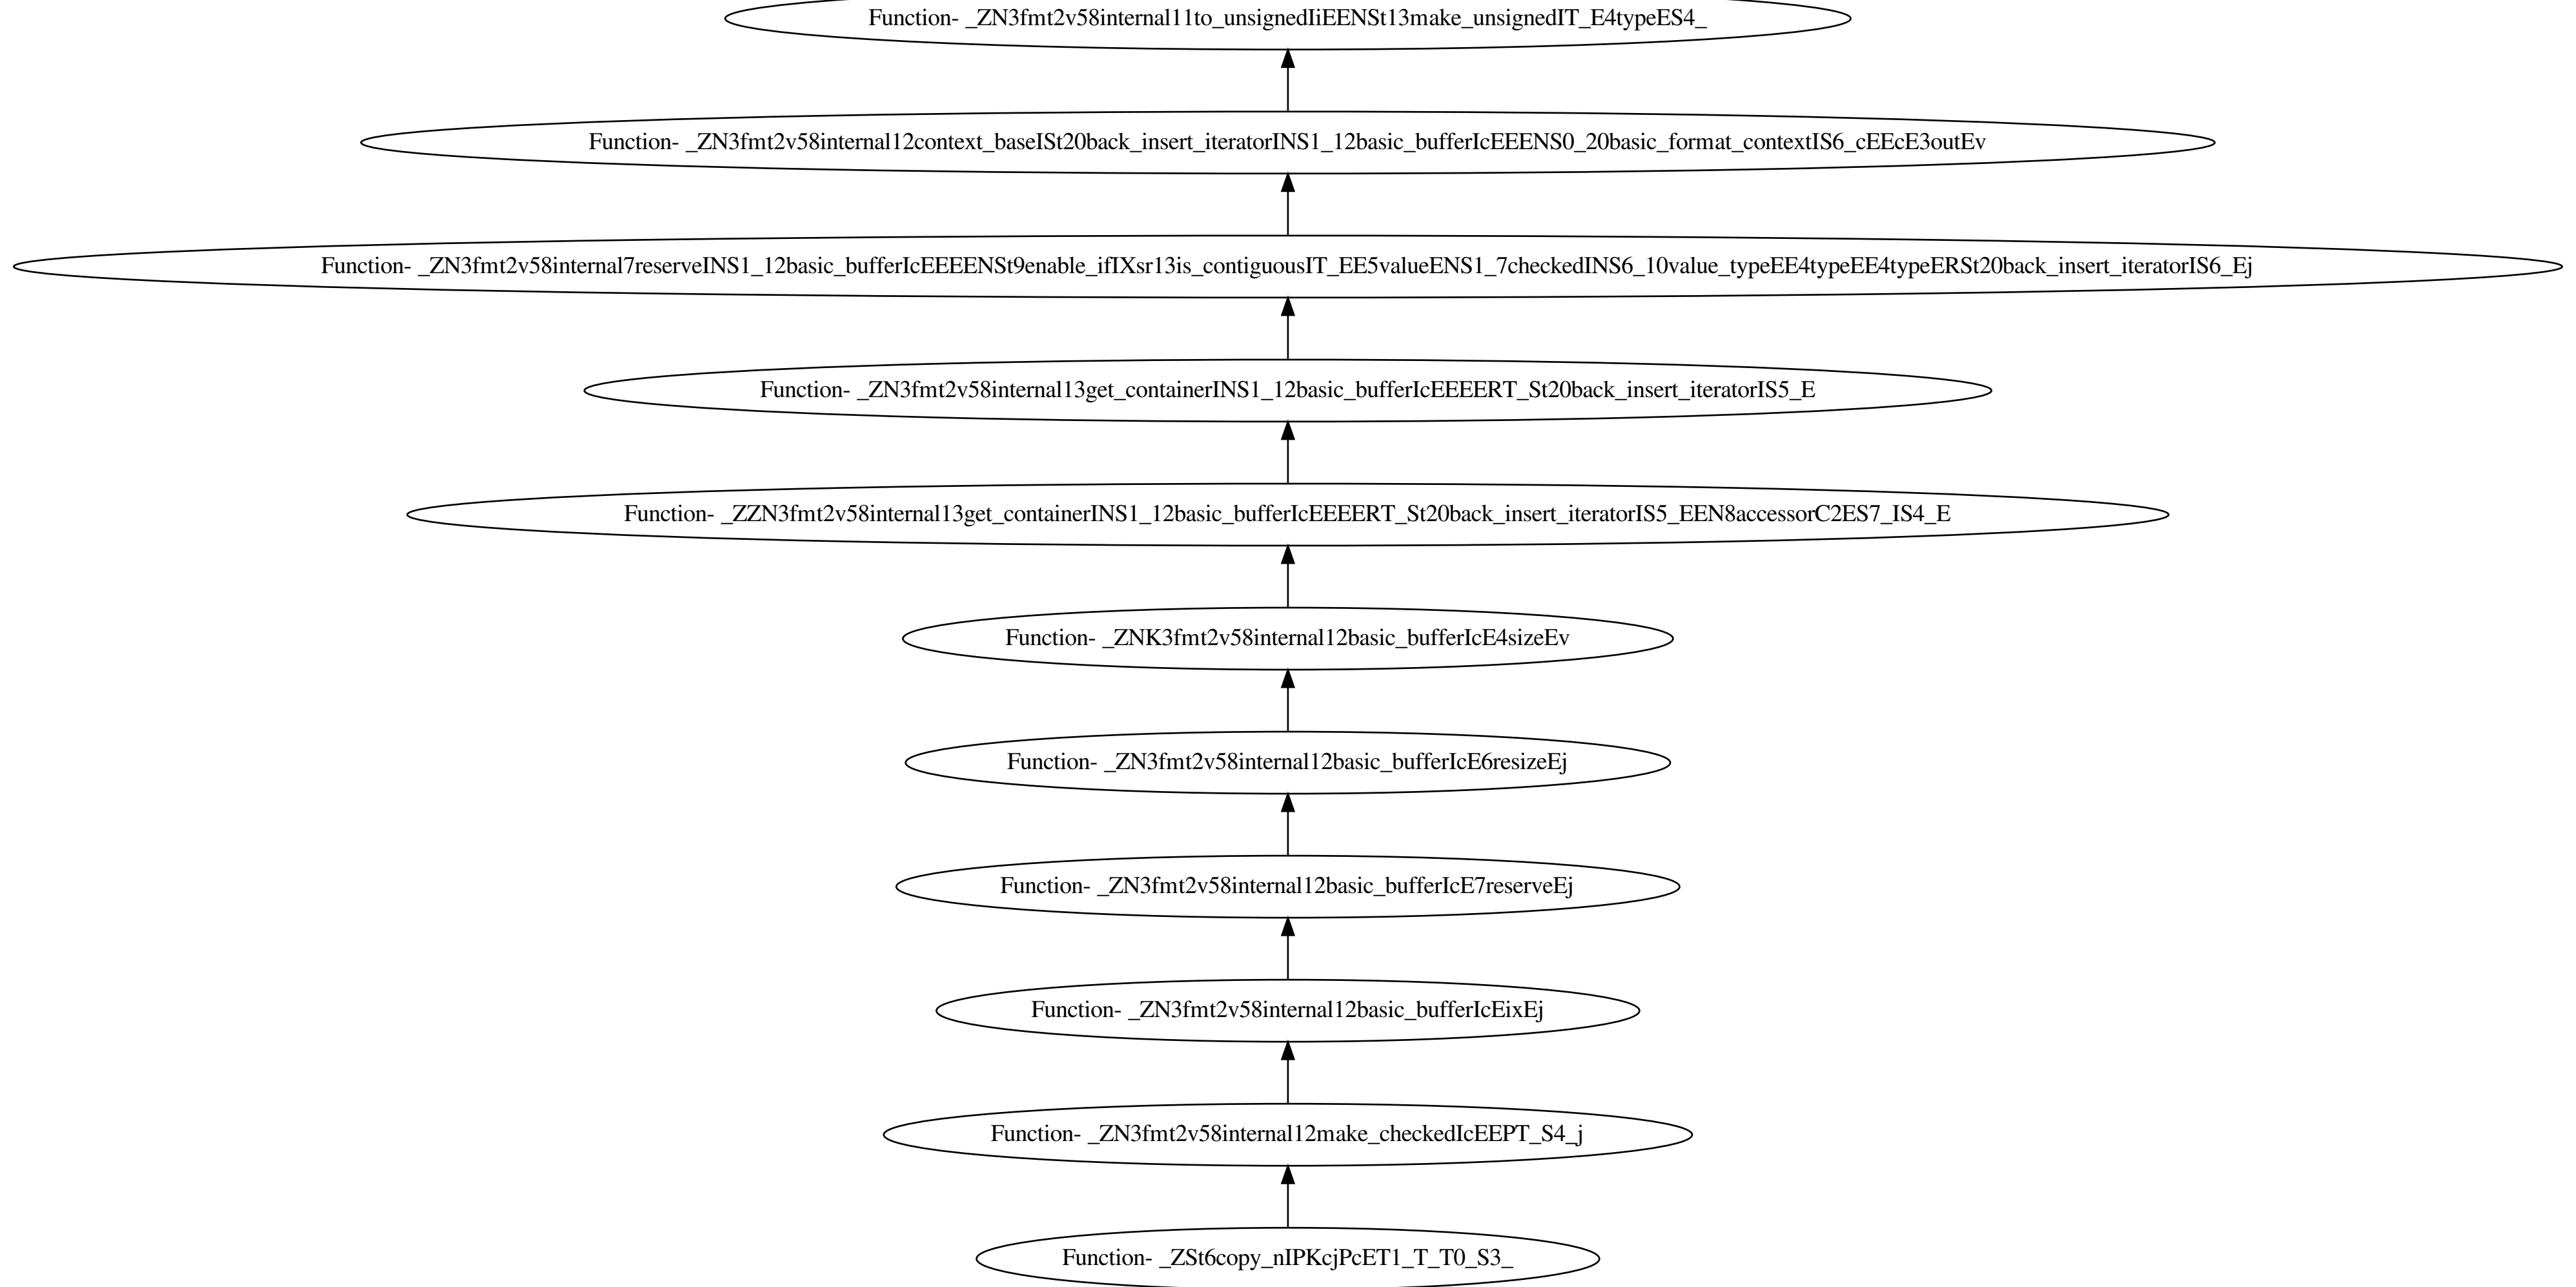 Function- _ZN3fmt2v58internal11to_unsignedIiEENSt13make_unsignedIT_E4typeES4_
Function- _ZN3fmt2v58internal12context_baseISt20back_insert_iteratorINS1_12basic_bufferIcEEENS0_20basic_format_contextIS6_cEEcE3outEv
Function- _ZN3fmt2v58internal7reserveINS1_12basic_bufferIcEEEENSt9enable_ifIXsr13is_contiguousIT_EE5valueENS1_7checkedINS6_10value_typeEE4typeEE4typeERSt20back_insert_iteratorIS6_Ej
Function- _ZN3fmt2v58internal13get_containerINS1_12basic_bufferIcEEEERT_St20back_insert_iteratorIS5_E
Function- _ZZN3fmt2v58internal13get_containerINS1_12basic_bufferIcEEEERT_St20back_insert_iteratorIS5_EEN8accessorC2ES7_IS4_E
Function- _ZNK3fmt2v58internal12basic_bufferIcE4sizeEv
Function- _ZN3fmt2v58internal12basic_bufferIcE6resizeEj
Function- _ZN3fmt2v58internal12basic_bufferIcE7reserveEj
Function- _ZN3fmt2v58internal12basic_bufferIcEixEj
Function- _ZN3fmt2v58internal12make_checkedIcEEPT_S4_j
Function- _ZSt6copy_nIPKcjPcET1_T_T0_S3_